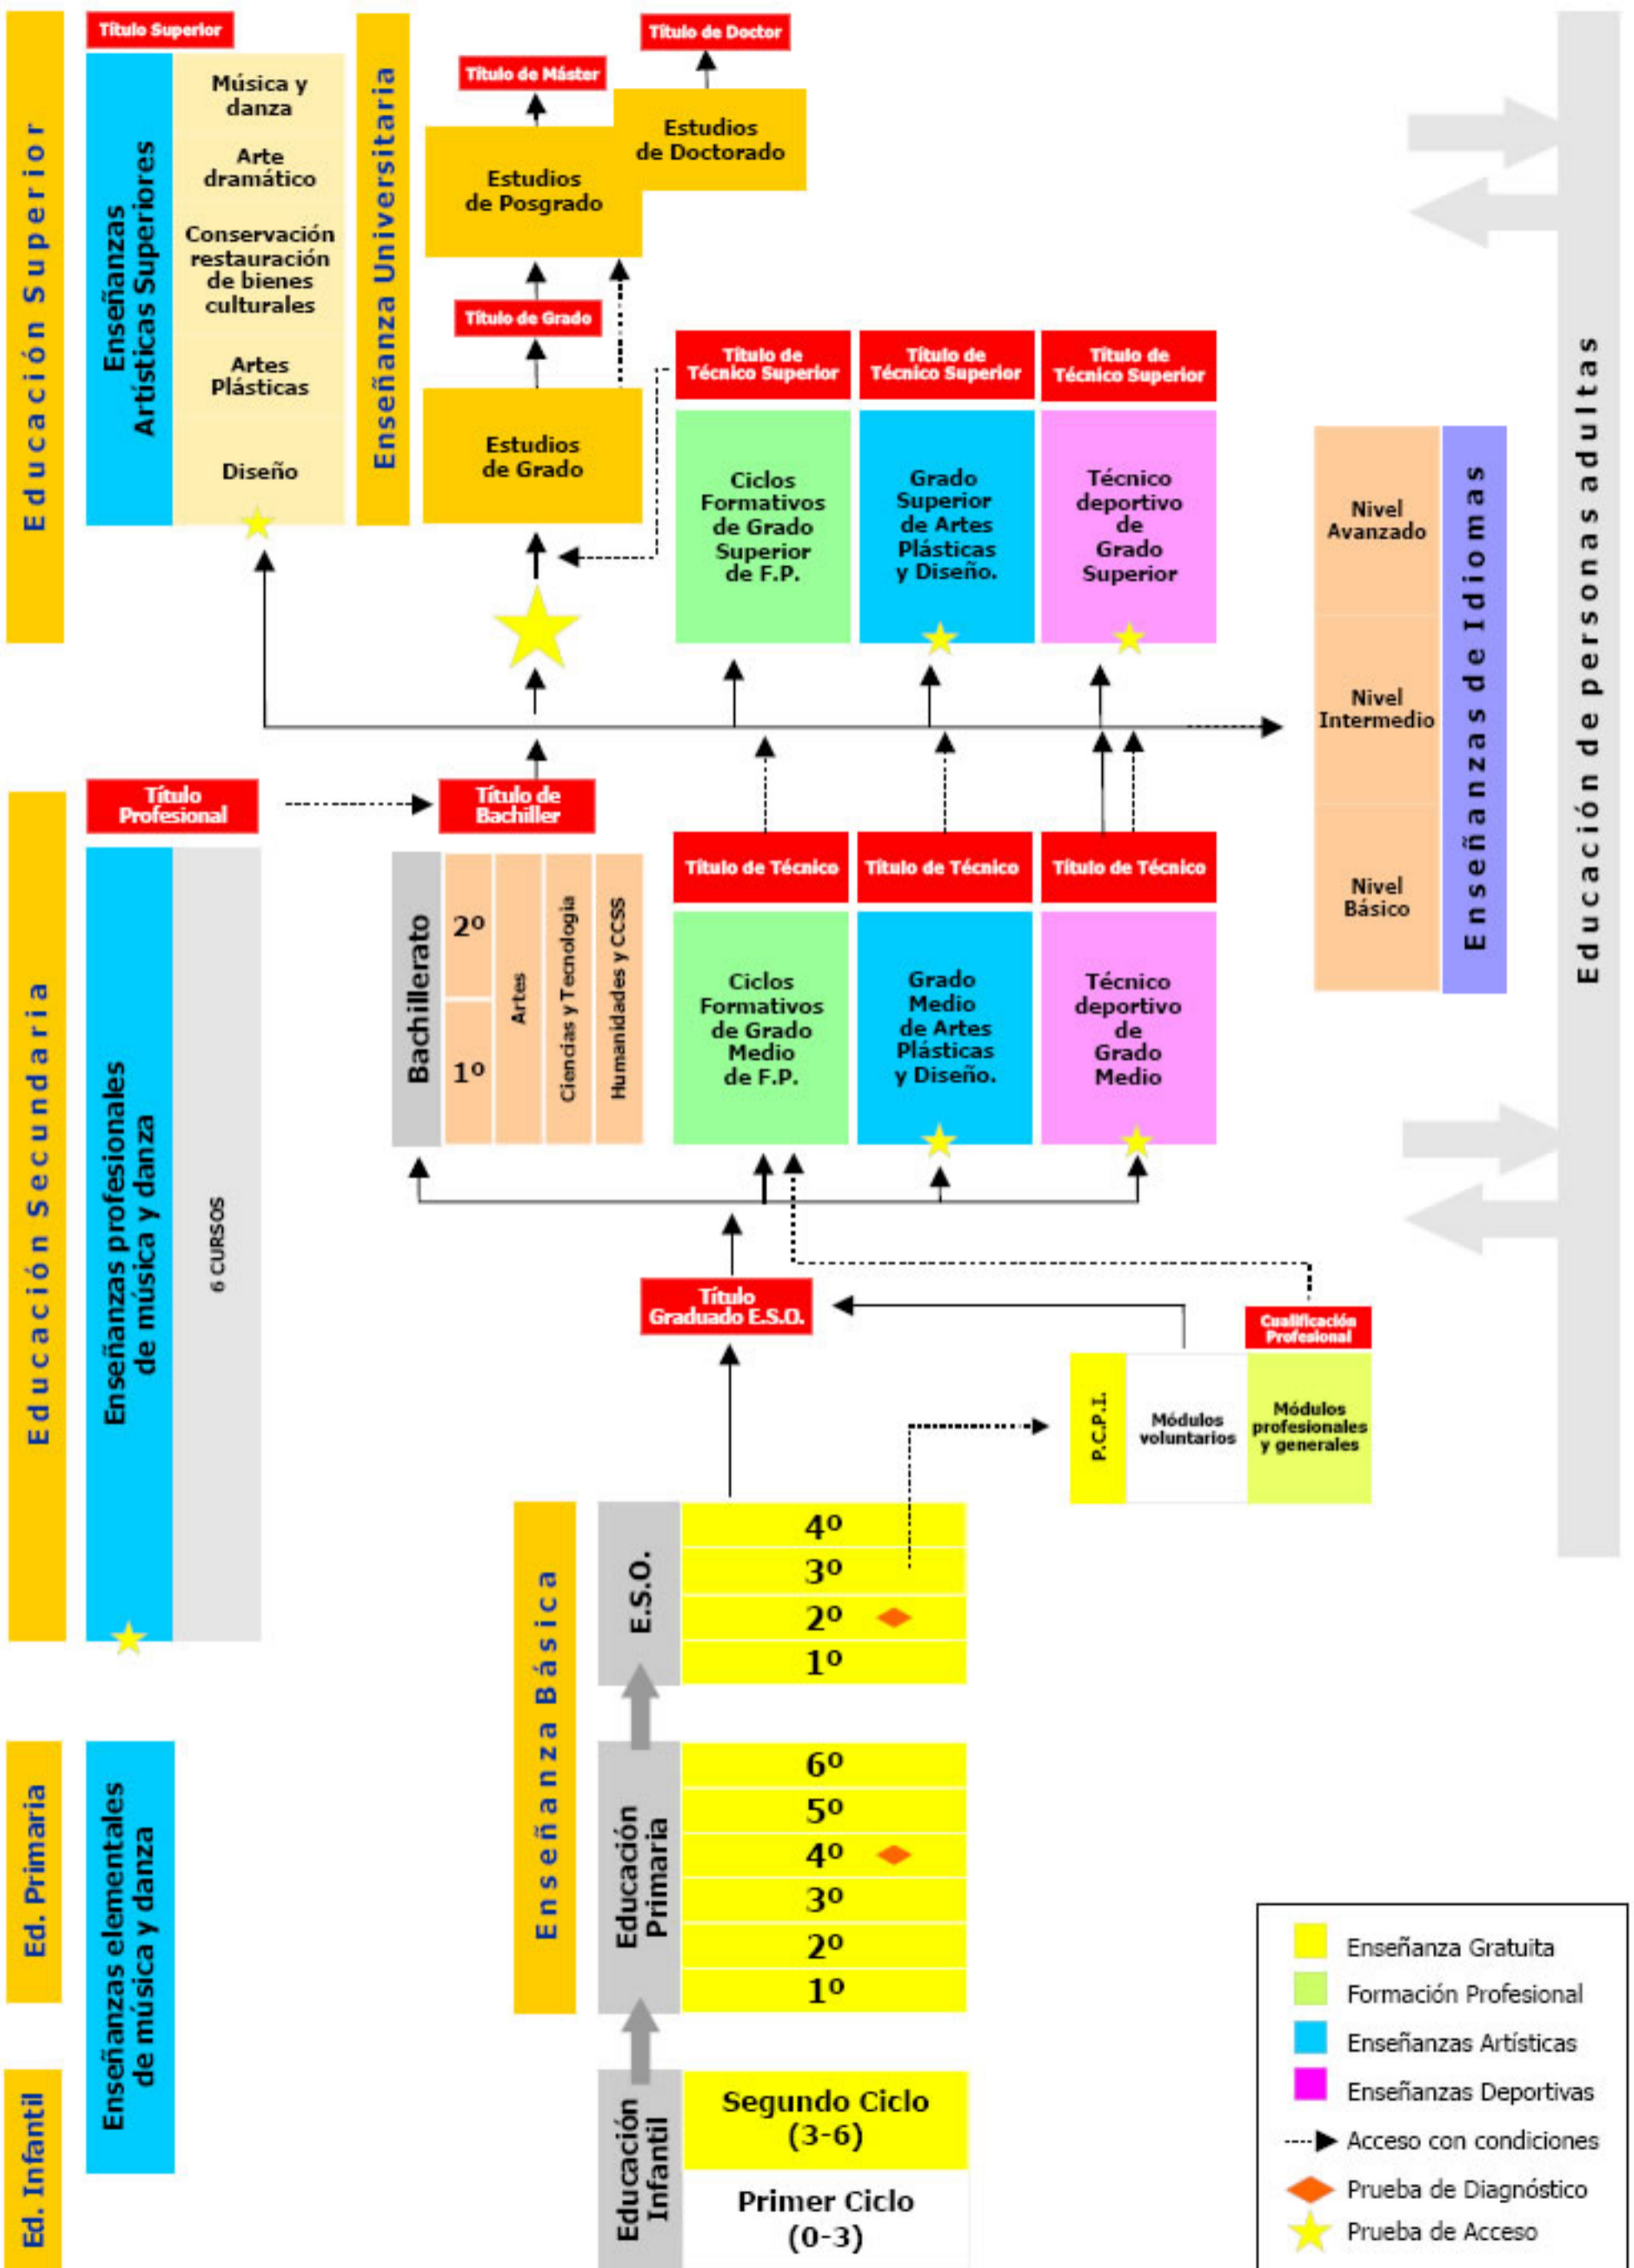 Educación Superior
Título Superior
Enseñanzas
Artísticas Superiores
Música y
danza
Arte
dramático
Conservación
restauración
de bienes
culturales
Artes
Plásticas
Diseño
Enseñanza Universitaria
Título de Máster
Título de Doctor
Estudios
de Doctorado
Estudios
de Posgrado
Título de Grado
Estudios
de Grado
Título de
Técnico Superior
Título de
Técnico Superior
Título de
Técnico Superior
Ciclos
Formativos
de Grado
Superior
de F.P.
Grado
Superior
de Artes
Plásticas
y Diseño.
Técnico
deportivo
de
Grado
Superior
Nivel
Avanzado
Nivel
Intermedio
Nivel
Básico
Enseñanzas de Idiomas
Educación de personas adultas
Educación Secundaria
Título
Profesional
Enseñanzas profesionales
de música y danza
6 CURSOS
Título de
Bachiller
Bachillerato
2º
1º
Artes
Ciencias y Tecnologia
Humanidades y CCSS
Título de Técnico
Título de Técnico
Título de Técnico
Ciclos
Formativos
de Grado
Medio
de F.P.
Grado
Medio
de Artes
Plásticas
y Diseño.
Técnico
deportivo
de
Grado
Medio
Título
Graduado E.S.O.
Cualificación
Profesional
P.C.P.I.
Módulos
voluntarios
Módulos
profesionales
y generales
Enseñanza Básica
E.S.O.
4º
3º
2º
1º
Ed. Primaria
Enseñanzas elementales
de música y danza
Educación
Primaria
6º
5º
4º
3º
2º
1º
Ed. Infantil
Educación
Infantil
Segundo Ciclo
(3-6)
Primer Ciclo
(0-3)
Enseñanza Gratuita
Formación Profesional
Enseñanzas Artísticas
Enseñanzas Deportivas
Acceso con condiciones
Prueba de Diagnóstico
Prueba de Acceso